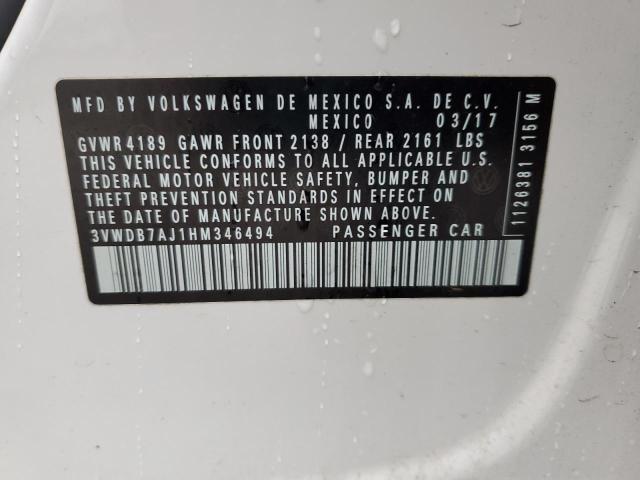 MFD BY VOLKSWAGEN DE MEXICO S.A. DE C.V.
MEXICO 03/17
GVWR 4189 GAWR FRONT 2138 / REAR 2161 LBS
THIS VEHICLE CONFORMS TO ALL APPLICABLE U.S.
FEDERAL MOTOR VEHICLE SAFETY, BUMPER AND
THEFT PREVENTION STANDARDS IN EFFECT ON
THE DATE OF MANUFACTURE SHOWN ABOVE.
3VWDB7AJ1HM346494 PASSENGER CAR
1126381 3156 M